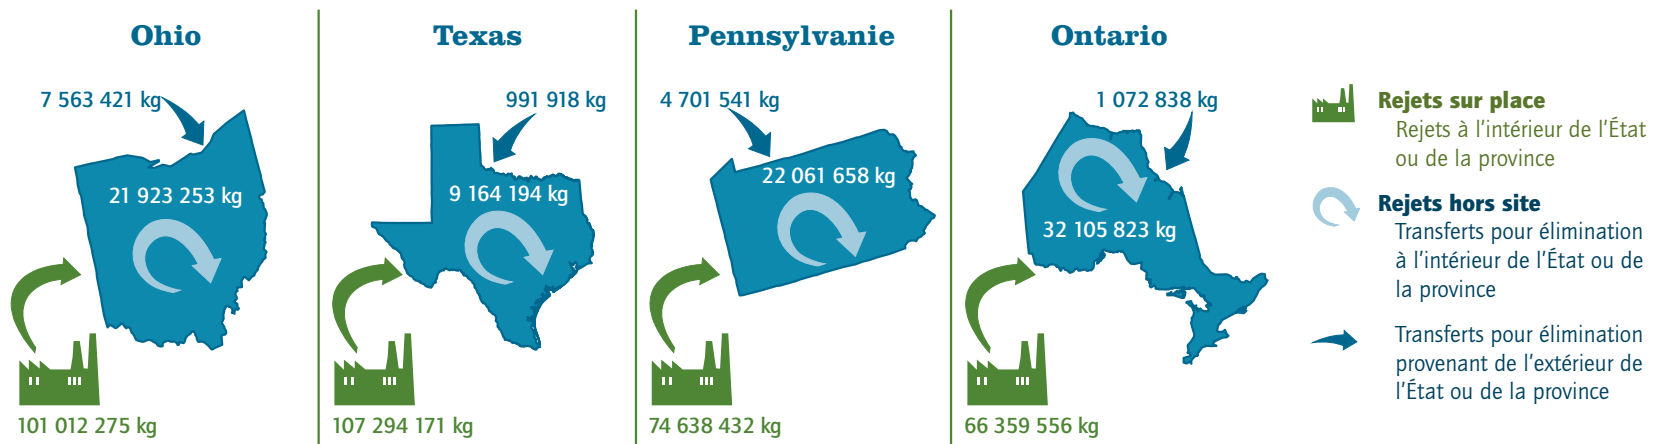 Ohio
7 563 421 kg
21 923 253 kg
101 012 275 kg
Texas
991 918 kg
9 164 194 kg
107 294 171 kg
Pennsylvanie
4 701 541 kg
22 061 658 kg
74 638 432 kg
Ontario
1 072 838 kg
32 105 823 kg
66 359 556 kg
Rejets sur place
Rejets à l'intérieur de l'État
ou de la province
Rejets hors site
Transferts pour élimination
à l'intérieur de l'État ou de
la province
Transferts pour élimination
provenant de l'extérieur de
l'État ou de la province